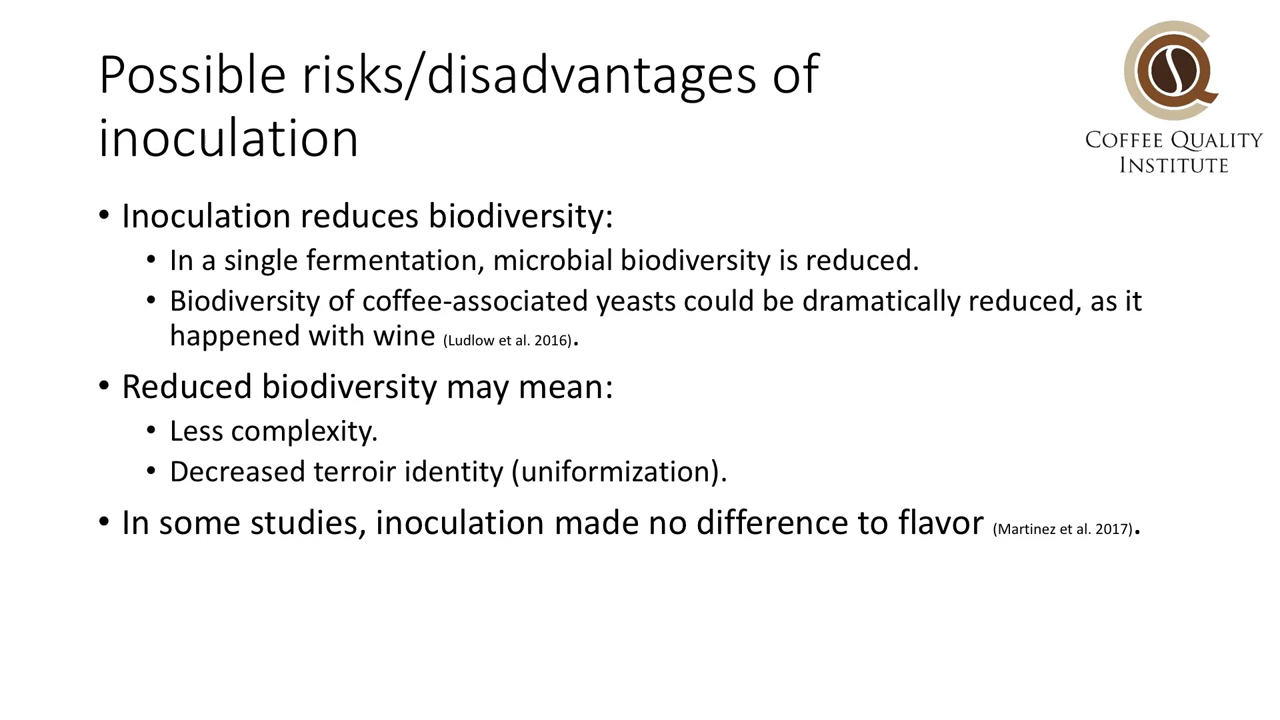 Possible risks/disadvantages of
inoculation
COFFEE QUALITY
INSTITUTE
• Inoculation reduces biodiversity:
• In a single fermentation, microbial biodiversity is reduced.
• Biodiversity of coffee-associated yeasts could be dramatically reduced, as it
happened with wine (Ludlow et al. 2016).
• Reduced biodiversity may mean:
• Less complexity.
• Decreased terroir identity (uniformization).
• In some studies, inoculation made no difference to flavor (Martinez et al. 2017).